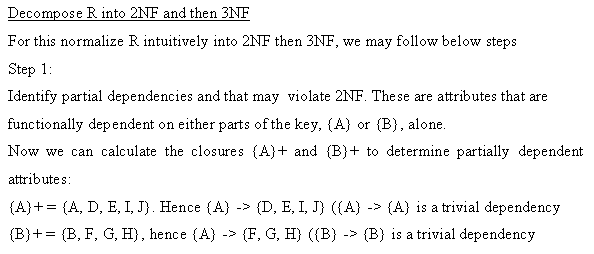 Decompose R into 2NF and then 3NF
For this normalize R intuitively into 2NF then 3NF, we may follow below steps
Step 1:
Identify partial dependencies and that may violate 2NF. These are attributes that are
functionally dependent on either parts of the key, {A} or {B}, alone.
Now we can calculate the closures {A}+ and {B}+ to determine partially dependent
attributes:
{A}+= {A, D, E, I, J}. Hence {A} -> {D, E, I, J} ({A} -> {A} is a trivial dependency
{B}+= {B, F, G, H}, hence {A} -> {F, G, H} ({B} -> {B} is a trivial dependency